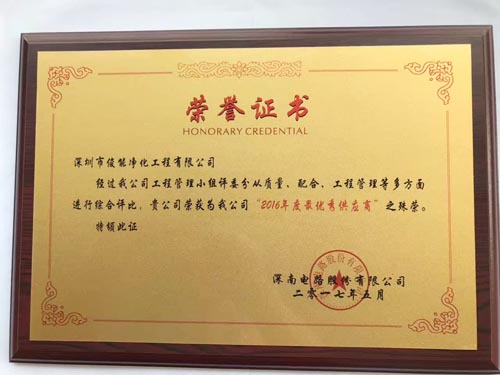 荣誉证书
HONORARY CREDENTIAL
深圳市俊能净化工程有限公司
经过我公司工程管理小组评委分从质量、配合、工程管理等多方面
进行综合评比，贵公司荣获为我公司“2016年度最优秀供应商”之殊荣。
特颁此证
深南电路股份有限公司
二零一七年五月